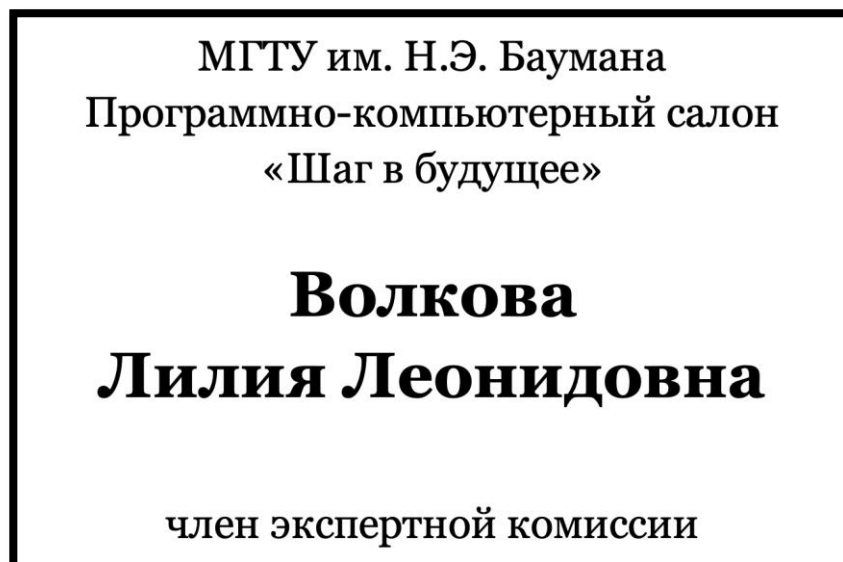 МГТУ им. Н.Э. Баумана
Программно-компьютерный салон
«Шаг в будущее»
Волкова
Лилия Леонидовна
член экспертной комиссии